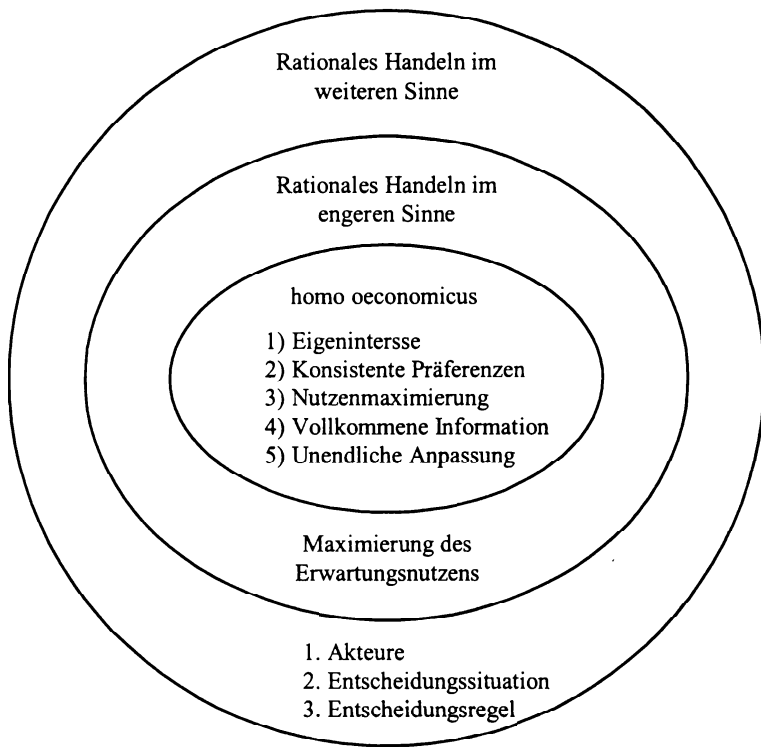 Rationales Handeln im
weiteren Sinne
Rationales Handeln im
engeren Sinne
homo oeconomicus
1) Eigenintersse
2) Konsistente Präferenzen
3) Nutzenmaximierung
4) Vollkommene Information
5) Unendliche Anpassung
Maximierung des
Erwartungsnutzens
1. Akteure
2. Entscheidungssituation
3. Entscheidungsregel